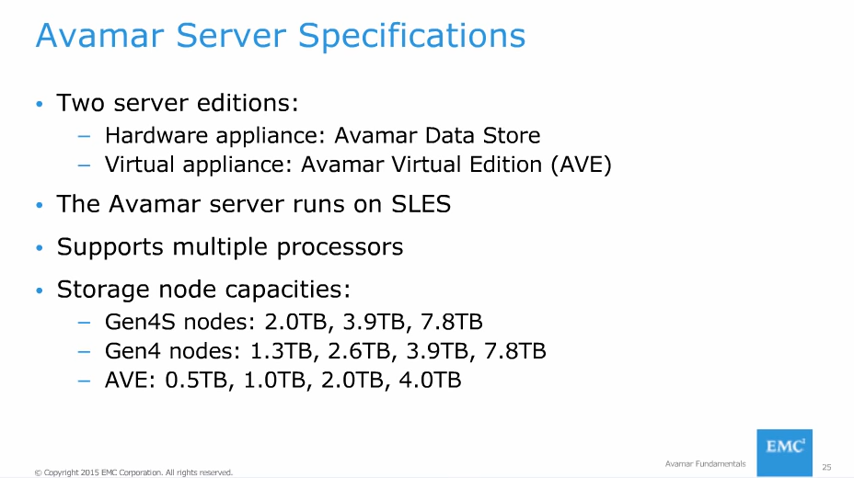 Avamar Server Specifications
• Two server editions:
– Hardware appliance: Avamar Data Store
– Virtual appliance: Avamar Virtual Edition (AVE)
• The Avamar server runs on SLES
• Supports multiple processors
• Storage node capacities:
– Gen4S nodes: 2.0TB, 3.9TB, 7.8TB
– Gen4 nodes: 1.3TB, 2.6TB, 3.9TB, 7.8TB
– AVE: 0.5TB, 1.0TB, 2.0TB, 4.0TB
© Copyright 2015 EMC Corporation. All rights reserved.
Avamar Fundamentals
EMC²
25